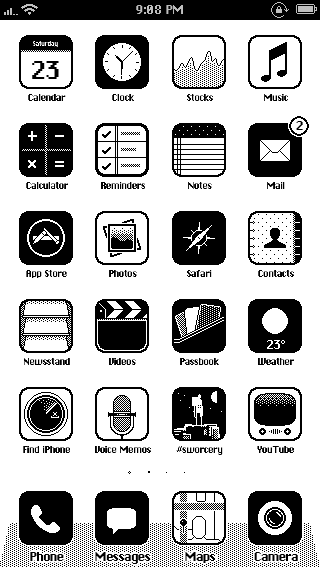 9:08 PM
Saturday
23
Calendar
Clock
Stocks
Music
Calculator
Reminders
Notes
2
Mail
App Store
Photos
Safari
Contacts
Newsstand
Videos
Passbook
23°
Weather
Find iPhone
Voice Memos
#sworcery
YouTube
Phone
Messages
Maps
Camera